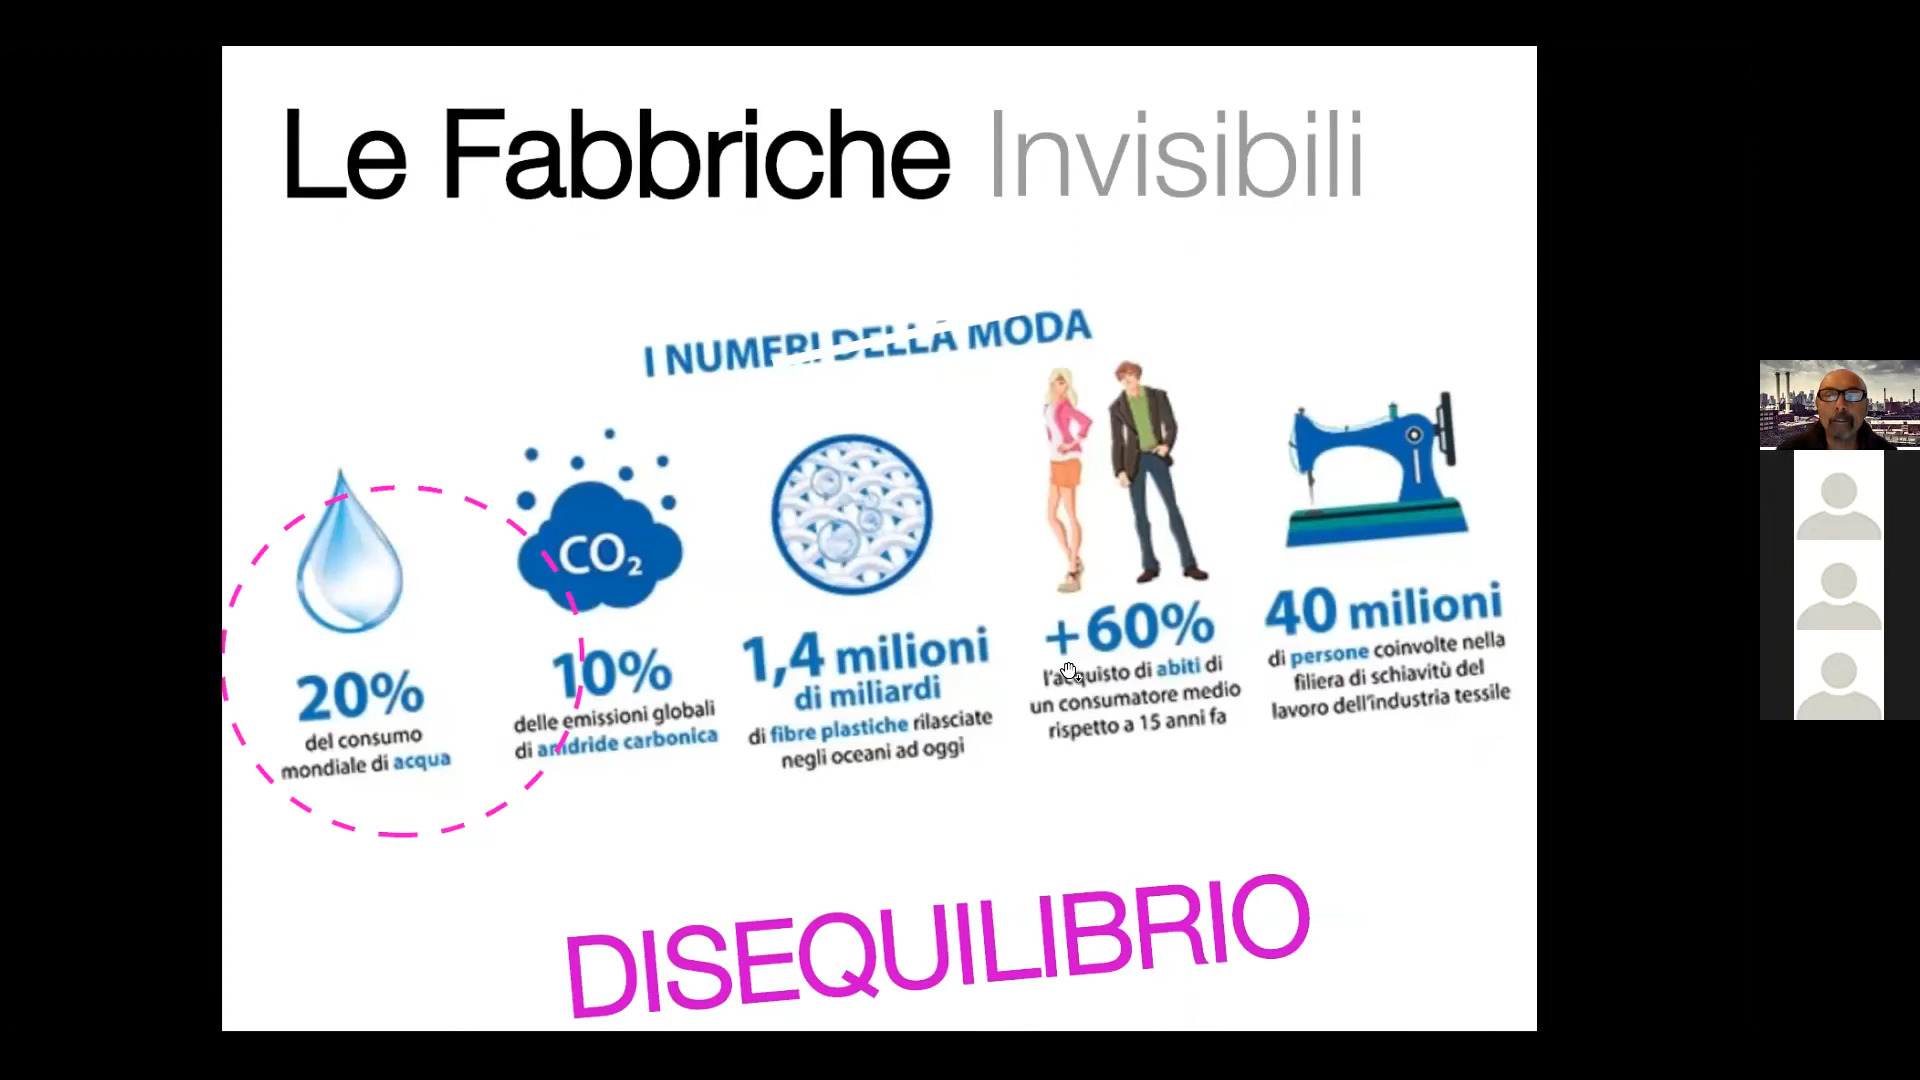 Le Fabbriche Invisibili
I NUMERI DELLA MODA
CO₂
20%
del consumo
mondiale di acqua
10%
delle emissioni globali
di anidride carbonica
1,4 milioni
di miliardi
di fibre plastiche rilasciate
negli oceani ad oggi
+60%
l'acquisto di abiti di
un consumatore medio
rispetto a 15 anni fa
40 milioni
di persone coinvolte nella
filiera di schiavitù del
lavoro dell'industria tessile
DISEQUILIBRIO